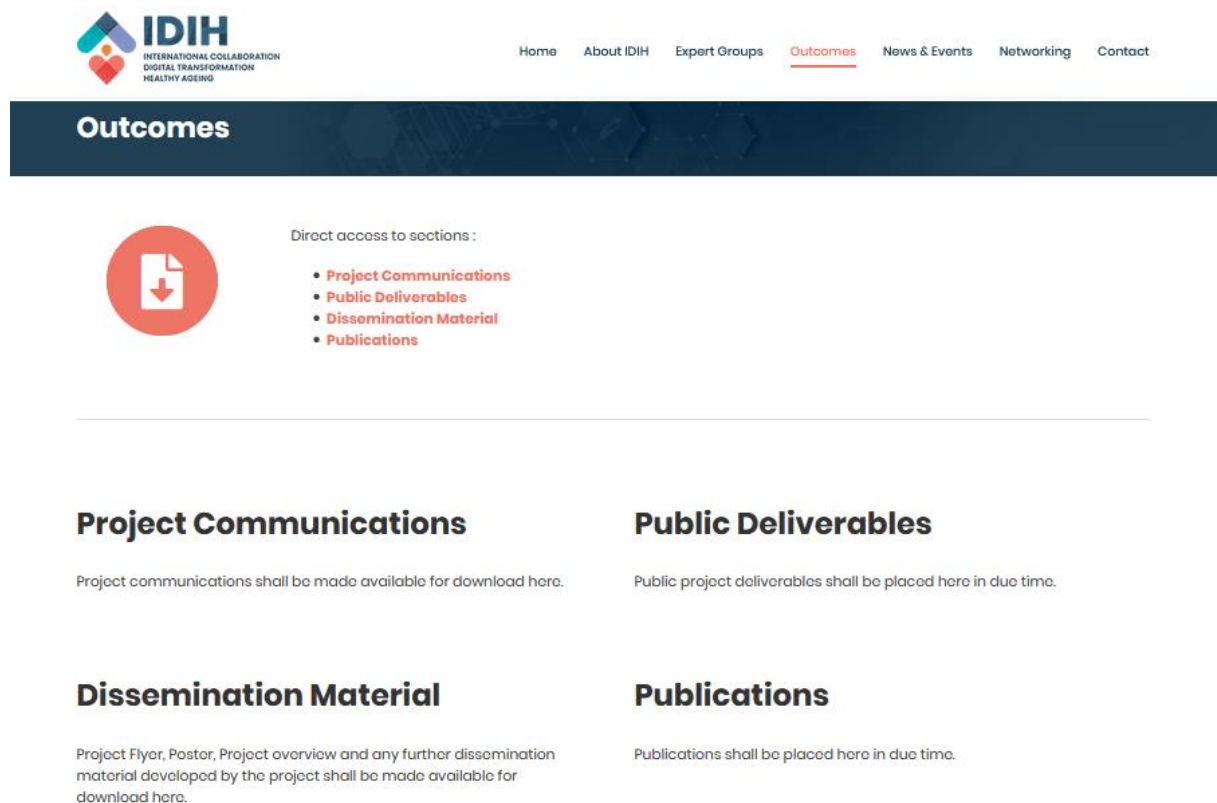 IDIH
INTERNATIONAL COLLABORATION
DIGITAL TRANSFORMATION
HEALTHY AGEING
Home About IDIH Expert Groups Outcomes News & Events Networking Contact
Outcomes
Direct access to sections :
• Project Communications
• Public Deliverables
• Dissemination Material
• Publications
Project Communications
Project communications shall be made available for download here.
Public Deliverables
Public project deliverables shall be placed here in due time.
Dissemination Material
Project Flyer, Poster, Project overview and any further dissemination
material developed by the project shall be made available for
download here.
Publications
Publications shall be placed here in due time.